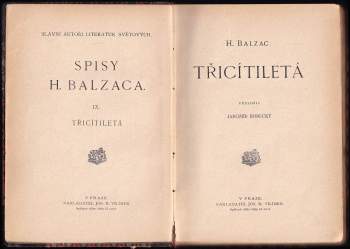 SLAVNÍ AUTOŘI LITERATUR SVĚTOVÝCH.
SPISY
H. BALZACA.
IX.
TŘICÍTILETÁ
V PRAZE.
NAKLADATEL JOS. R. VILÍMEK
H. BALZAC
TŘICÍTILETÁ
PŘELOŽIL
JAROMÍR BORECKÝ
V PRAZE.
NAKLADATEL JOS. R. VILÍMEK